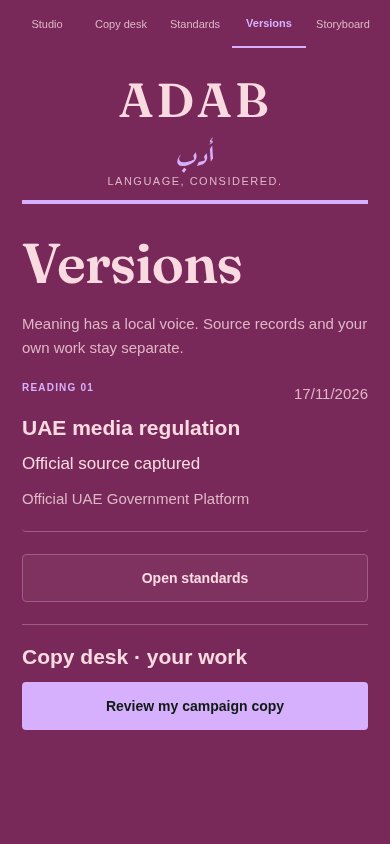 Studio
Copy desk
Standards
Versions
Storyboard
ADAB
أدب
LANGUAGE, CONSIDERED.
Versions
Meaning has a local voice. Source records and your
own work stay separate.
READING 01
17/11/2026
UAE media regulation
Official source captured
Official UAE Government Platform
Open standards
Copy desk · your work
Review my campaign copy